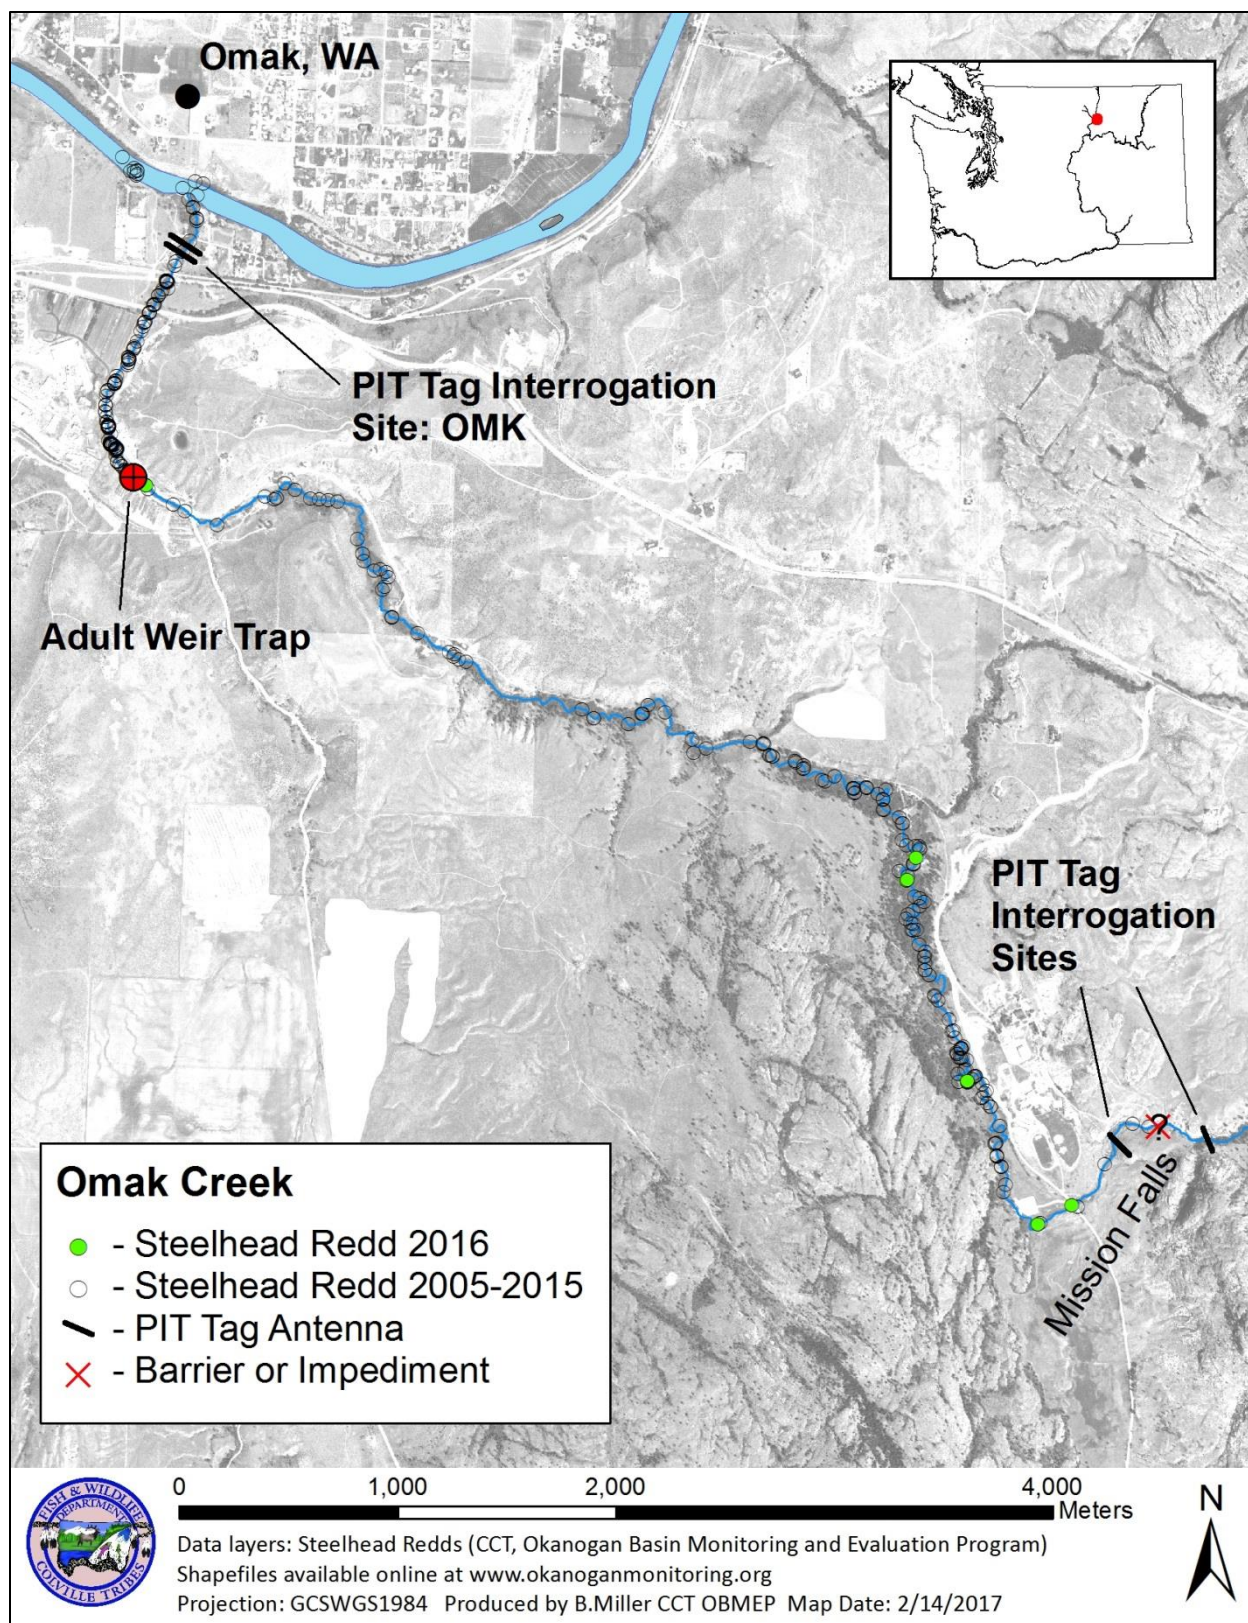 Omak, WA
PIT Tag Interrogation
Site: OMK
Adult Weir Trap
PIT Tag
Interrogation
Sites
?
Mission Falls
Omak Creek
- Steelhead Redd 2016
- Steelhead Redd 2005-2015
- PIT Tag Antenna
- Barrier or Impediment
FISH & WILDLIFE
DEPARTMENT
COLVILLE TRIBES
0 1,000 2,000 4,000
Meters
N
Data layers: Steelhead Redds (CCT, Okanogan Basin Monitoring and Evaluation Program)
Shapefiles available online at www.okanoganmonitoring.org
Projection: GCSWGS1984 Produced by B.Miller CCT OBMEP Map Date: 2/14/2017